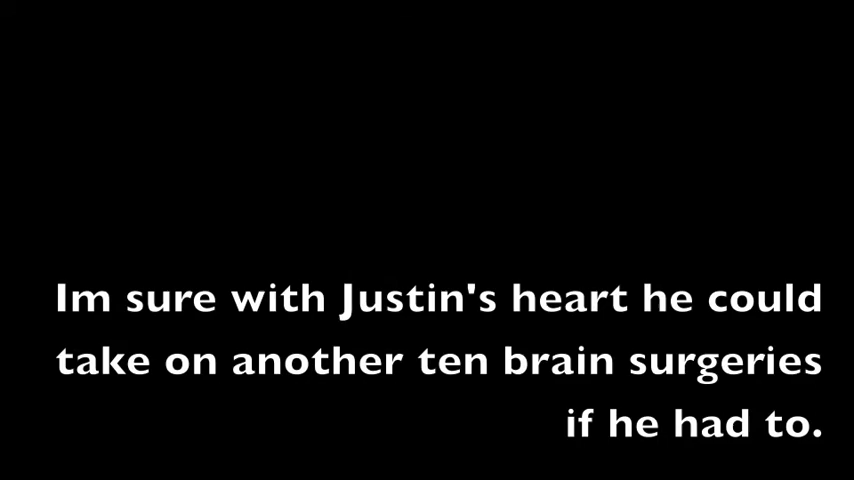 Im sure with Justin's heart he could
take on another ten brain surgeries
if he had to.